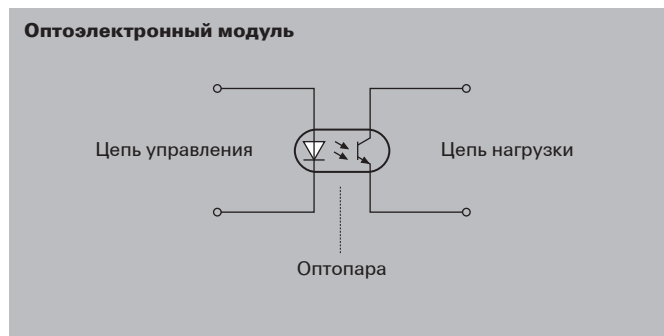 Оптоэлектронный модуль
Цепь управления
Цепь нагрузки
Оптопара